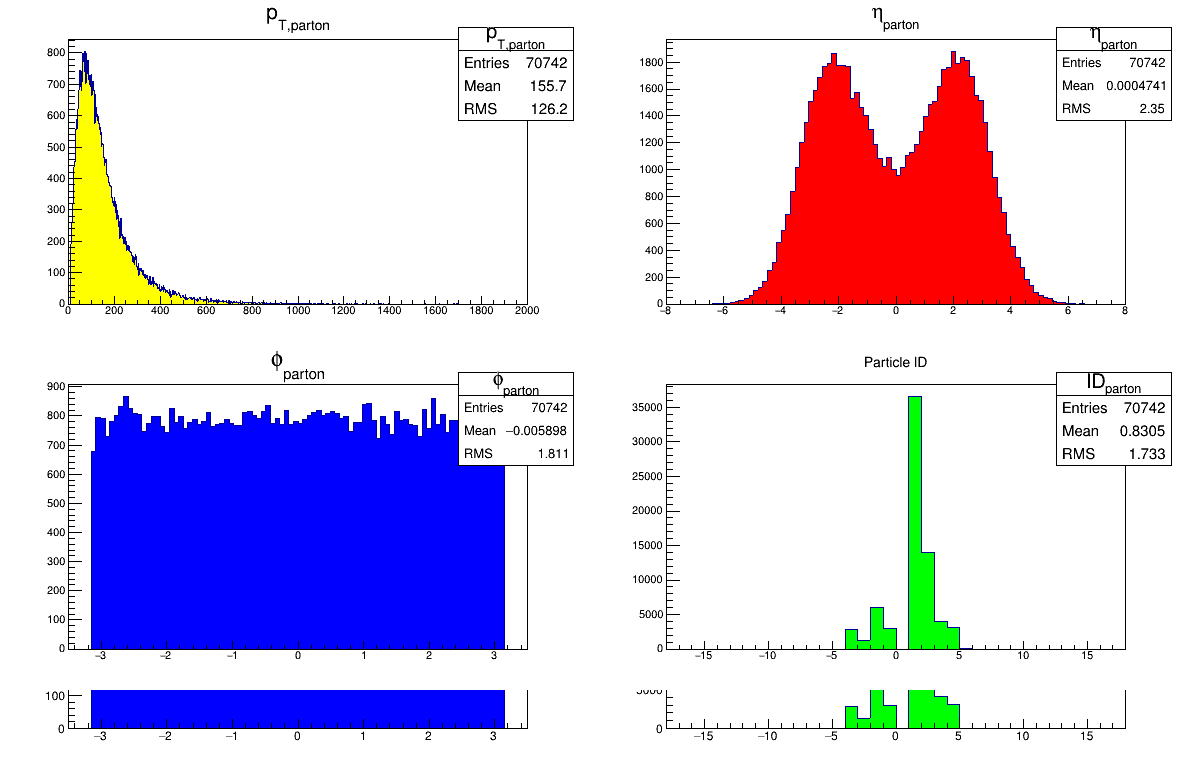 p_T,parton
p_T,parton
Entries 70742
Mean 155.7
RMS 126.2
800
700
600
500
400
300
200
100
0
0 200 400 600 800 1000 1200 1400 1600 1800 2000
η_parton
η_parton
Entries 70742
Mean 0.0004741
RMS 2.35
1800
1600
1400
1200
1000
800
600
400
200
0
−8 −6 −4 −2 0 2 4 6 8
ϕ_parton
ϕ_parton
Entries 70742
Mean −0.005898
RMS 1.811
900
800
700
600
500
400
300
200
100
0
−3 −2 −1 0 1 2 3
Particle ID
ID_parton
Entries 70742
Mean 0.8305
RMS 1.733
35000
30000
25000
20000
15000
10000
5000
0
−15 −10 −5 0 5 10 15
100
0
−3 −2 −1 0 1 2 3
5000
0
−15 −10 −5 0 5 10 15